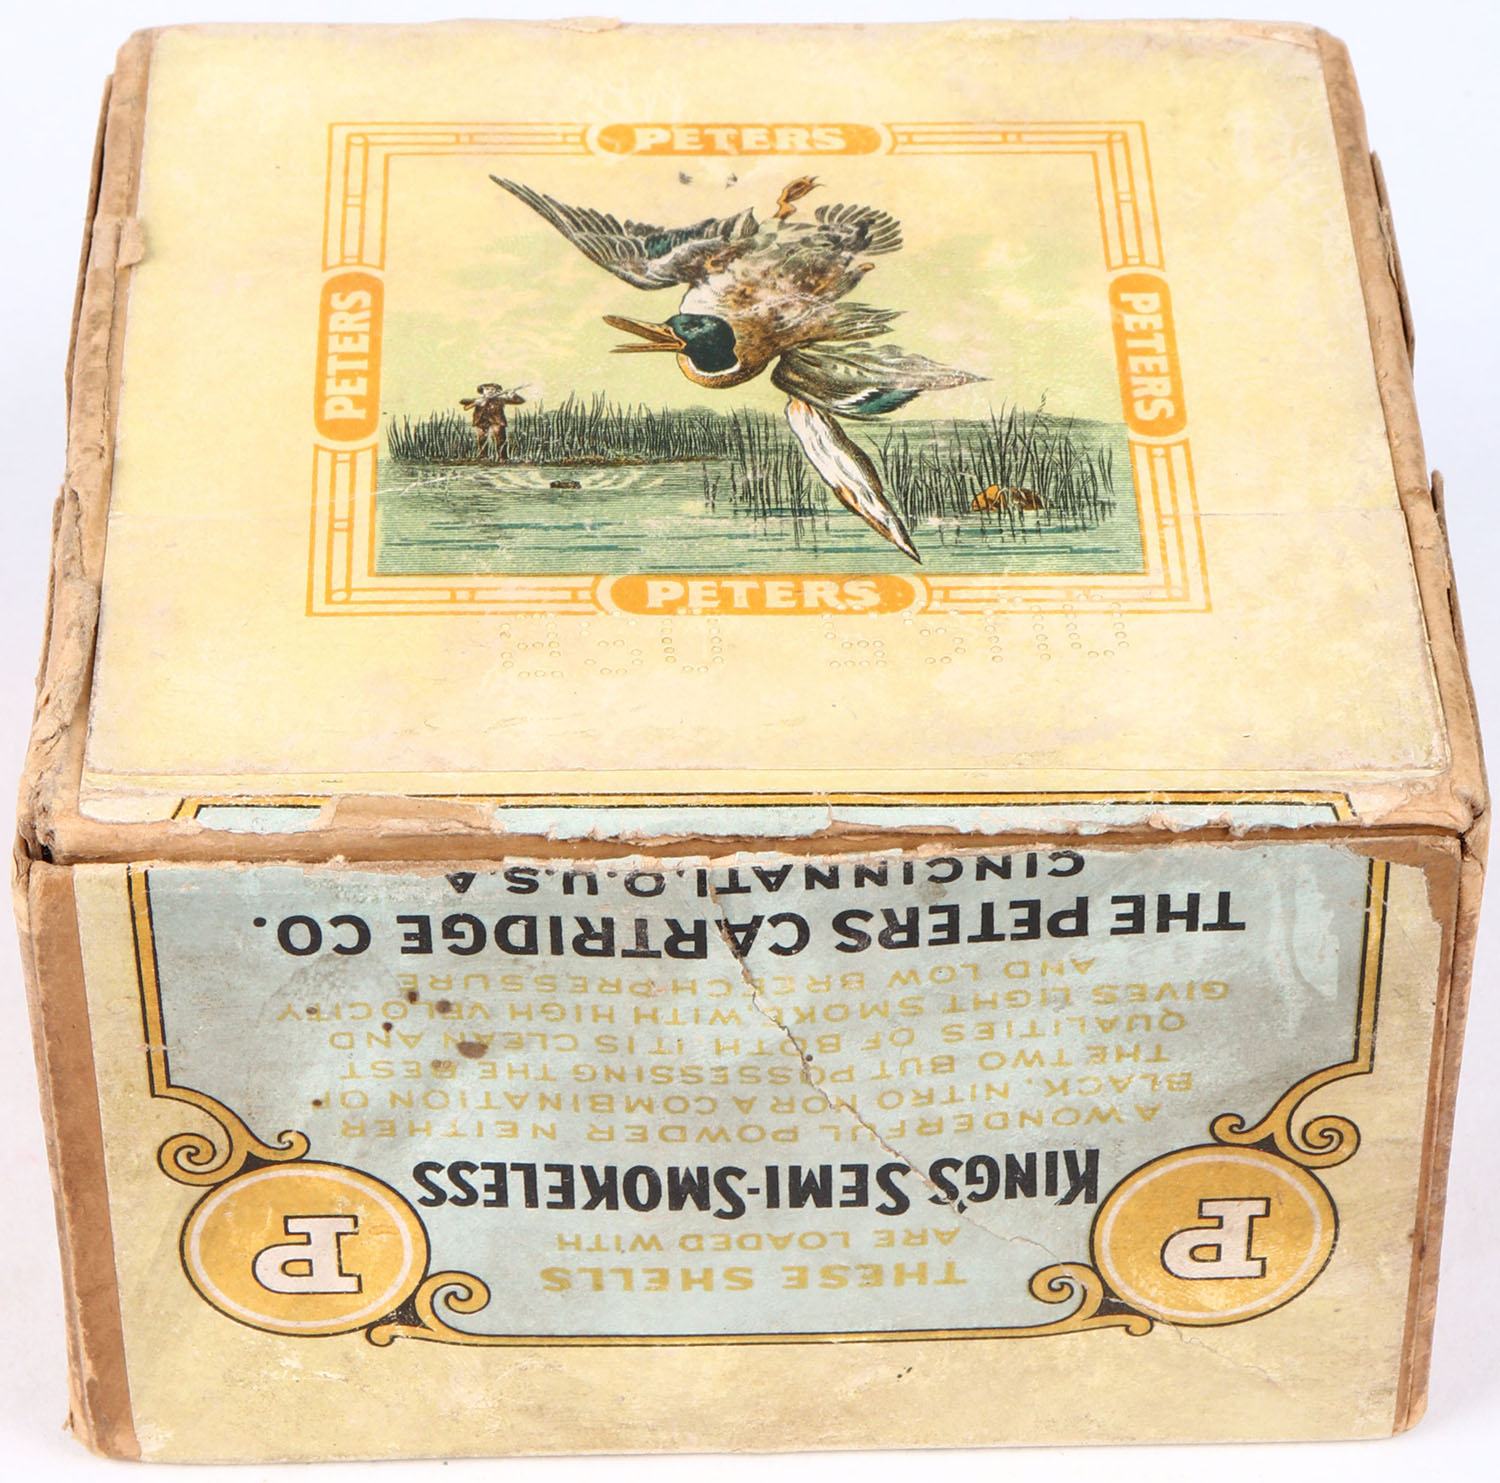 PETERS
PETERS
PETERS
PETERS
THESE SHELLS
ARE LOADED WITH
KING'S SEMI-SMOKELESS
A WONDERFUL POWDER NEITHER
BLACK, NITRO NOR A COMBINATION OF
THE TWO BUT POSSESSING THE BEST
QUALITIES OF BOTH. IT IS CLEAN AND
GIVES LIGHT SMOKE, WITH HIGH VELOCITY
AND LOW BREECH PRESSURE
THE PETERS CARTRIDGE CO.
CINCINNATI, O. U.S.A.
P
P